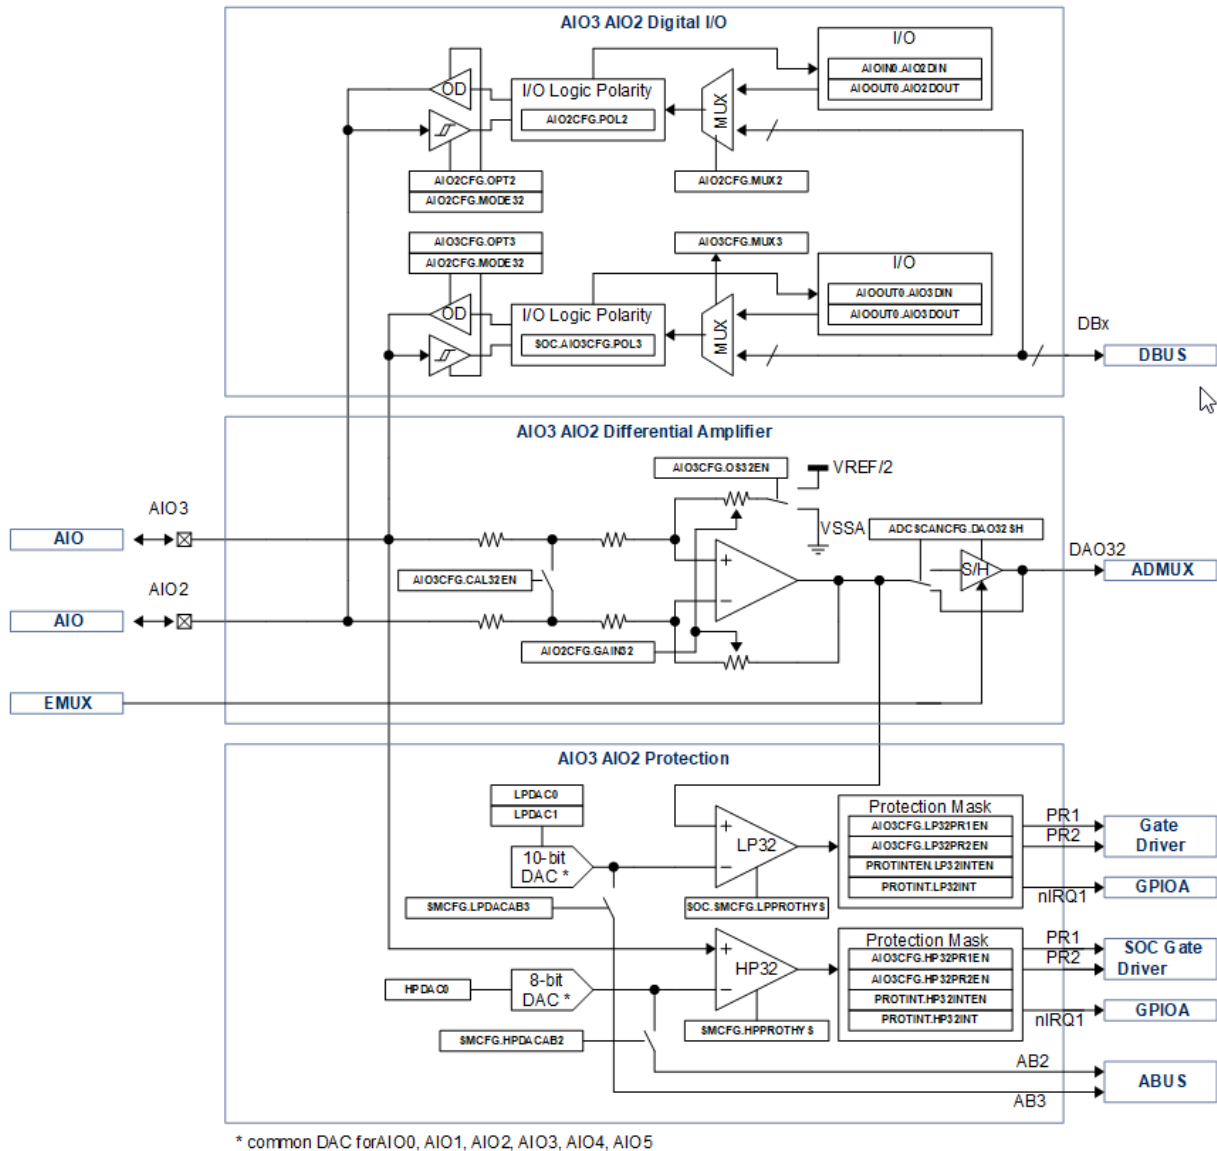 AIO3 AIO2 Digital I/O
I/O
AIOIN0.AIO2DIN
AIOOUT0.AIO2DOUT
OD
I/O Logic Polarity
AIO2CFG.POL2
MUX
AIO2CFG.OPT2
AIO2CFG.MODE32
AIO2CFG.MUX2
AIO3CFG.OPT3
AIO2CFG.MODE32
AIO3CFG.MUX3
I/O
AIOOUT0.AIO3DIN
AIOOUT0.AIO3DOUT
OD
I/O Logic Polarity
SOC.AIO3CFG.POL3
MUX
DBx
DBUS
AIO3 AIO2 Differential Amplifier
AIO3CFG.OS32EN
VREF/2
VSSA
ADCSCANCFG.DAO32SH
AIO3
AIO
S/H
DAO32
ADMUX
AIO3CFG.CAL32EN
AIO2
AIO
AIO2CFG.GAIN32
EMUX
AIO3 AIO2 Protection
LPDAC0
LPDAC1
10-bit
DAC *
LP32
Protection Mask
AIO3CFG.LP32PR1EN
AIO3CFG.LP32PR2EN
PROTINTEN.LP32INTEN
PROTINT.LP32INT
PR1
PR2
Gate
Driver
nIRQ1
GPIOA
SMCFG.LPDACAB3
SOC.SMCFG.LPPROTHYS
HP32
Protection Mask
AIO3CFG.HP32PR1EN
AIO3CFG.HP32PR2EN
PROTINT.HP32INTEN
PROTINT.HP32INT
PR1
PR2
SOC Gate
Driver
nIRQ1
GPIOA
HPDAC0
8-bit
DAC *
SMCFG.HPPROTHYS
SMCFG.HPDACAB2
AB2
AB3
ABUS
* common DAC forAIO0, AIO1, AIO2, AIO3, AIO4, AIO5